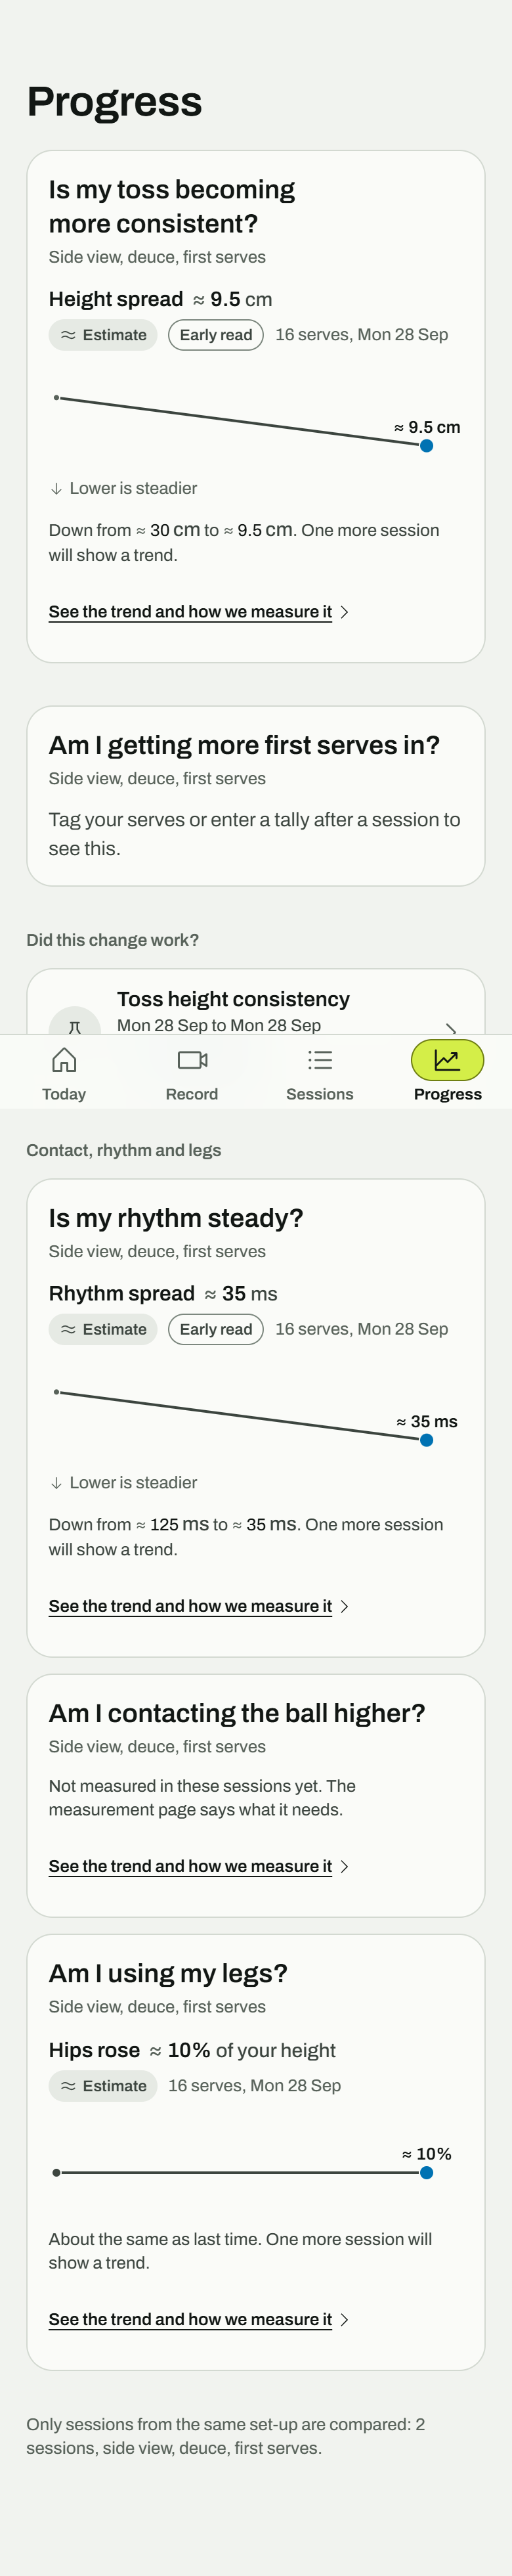 Progress
Is my toss becoming
more consistent?
Side view, deuce, first serves
Height spread ≈ 9.5 cm
Estimate Early read 16 serves, Mon 28 Sep
≈ 9.5 cm
↓ Lower is steadier
Down from ≈ 30 cm to ≈ 9.5 cm. One more session
will show a trend.
See the trend and how we measure it
Am I getting more first serves in?
Side view, deuce, first serves
Tag your serves or enter a tally after a session to
see this.
Did this change work?
Toss height consistency
Mon 28 Sep to Mon 28 Sep
Today Record Sessions Progress
Contact, rhythm and legs
Is my rhythm steady?
Side view, deuce, first serves
Rhythm spread ≈ 35 ms
Estimate Early read 16 serves, Mon 28 Sep
≈ 35 ms
↓ Lower is steadier
Down from ≈ 125 ms to ≈ 35 ms. One more session
will show a trend.
See the trend and how we measure it
Am I contacting the ball higher?
Side view, deuce, first serves
Not measured in these sessions yet. The
measurement page says what it needs.
See the trend and how we measure it
Am I using my legs?
Side view, deuce, first serves
Hips rose ≈ 10% of your height
Estimate 16 serves, Mon 28 Sep
≈ 10%
About the same as last time. One more session will
show a trend.
See the trend and how we measure it
Only sessions from the same set-up are compared: 2
sessions, side view, deuce, first serves.